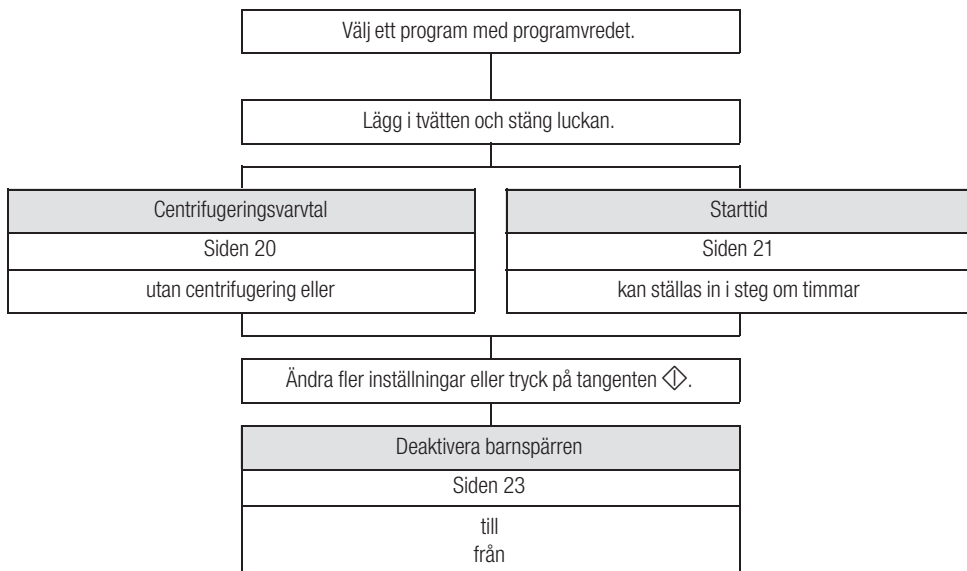 Välj ett program med programvredet.
Lägg i tvätten och stäng luckan.
Centrifugeringsvarvtal
Siden 20
utan centrifugering eller
Starttid
Siden 21
kan ställas in i steg om timmar
Ändra fler inställningar eller tryck på tangenten .
Deaktivera barnspärren
Siden 23
till
från